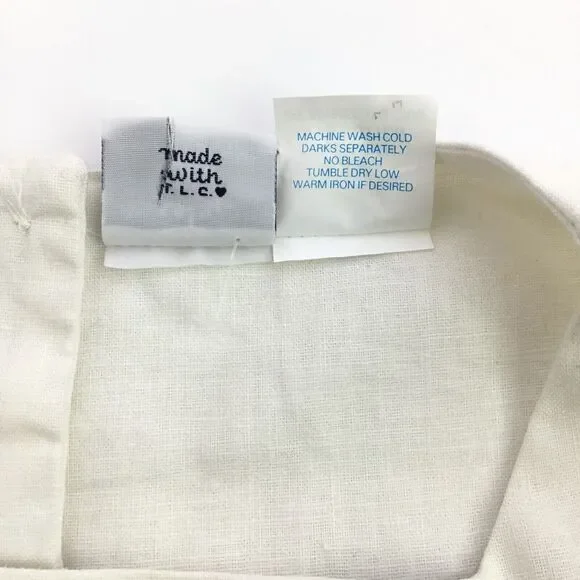 made
with
T. L. C.♥
MACHINE WASH COLD
DARKS SEPARATELY
NO BLEACH
TUMBLE DRY LOW
WARM IRON IF DESIRED